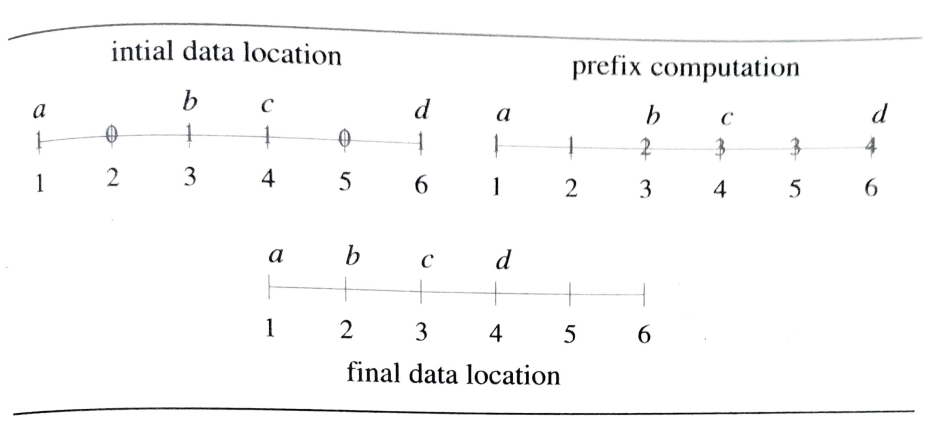 intial data location
a b c d
1 0 1 1 0 1
1 2 3 4 5 6
prefix computation
a b c d
1 1 2 3 3 4
1 2 3 4 5 6
a b c d
1 2 3 4 5 6
final data location